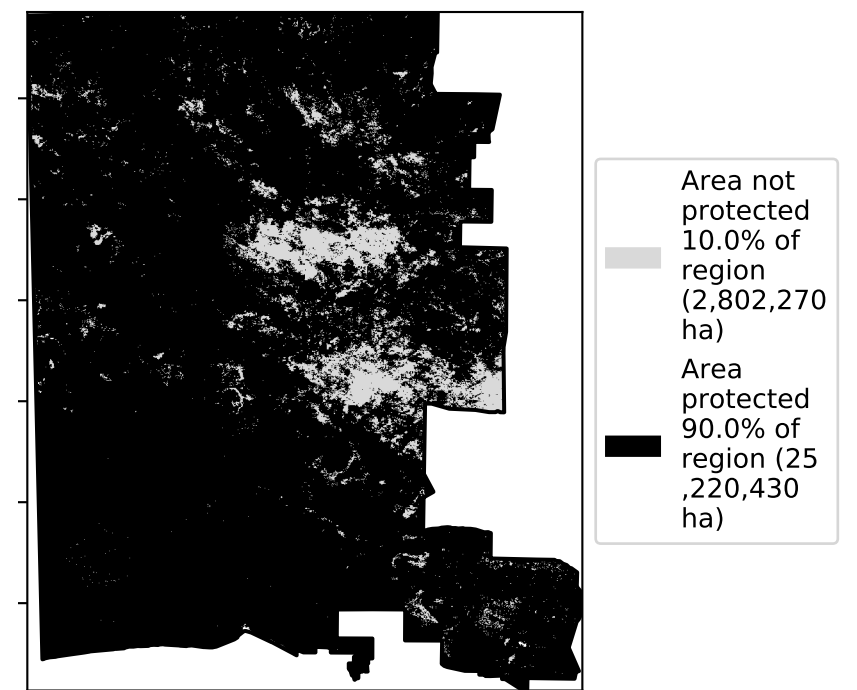 Area not
protected
10.0% of
region
(2,802,270
ha)
Area
protected
90.0% of
region (25
,220,430
ha)